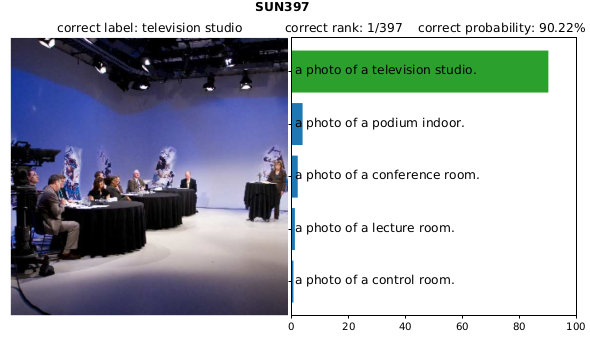 SUN397
correct label: television studio
correct rank: 1/397
correct probability: 90.22%
a photo of a television studio.
a photo of a podium indoor.
a photo of a conference room.
a photo of a lecture room.
a photo of a control room.
0
20
40
60
80
100